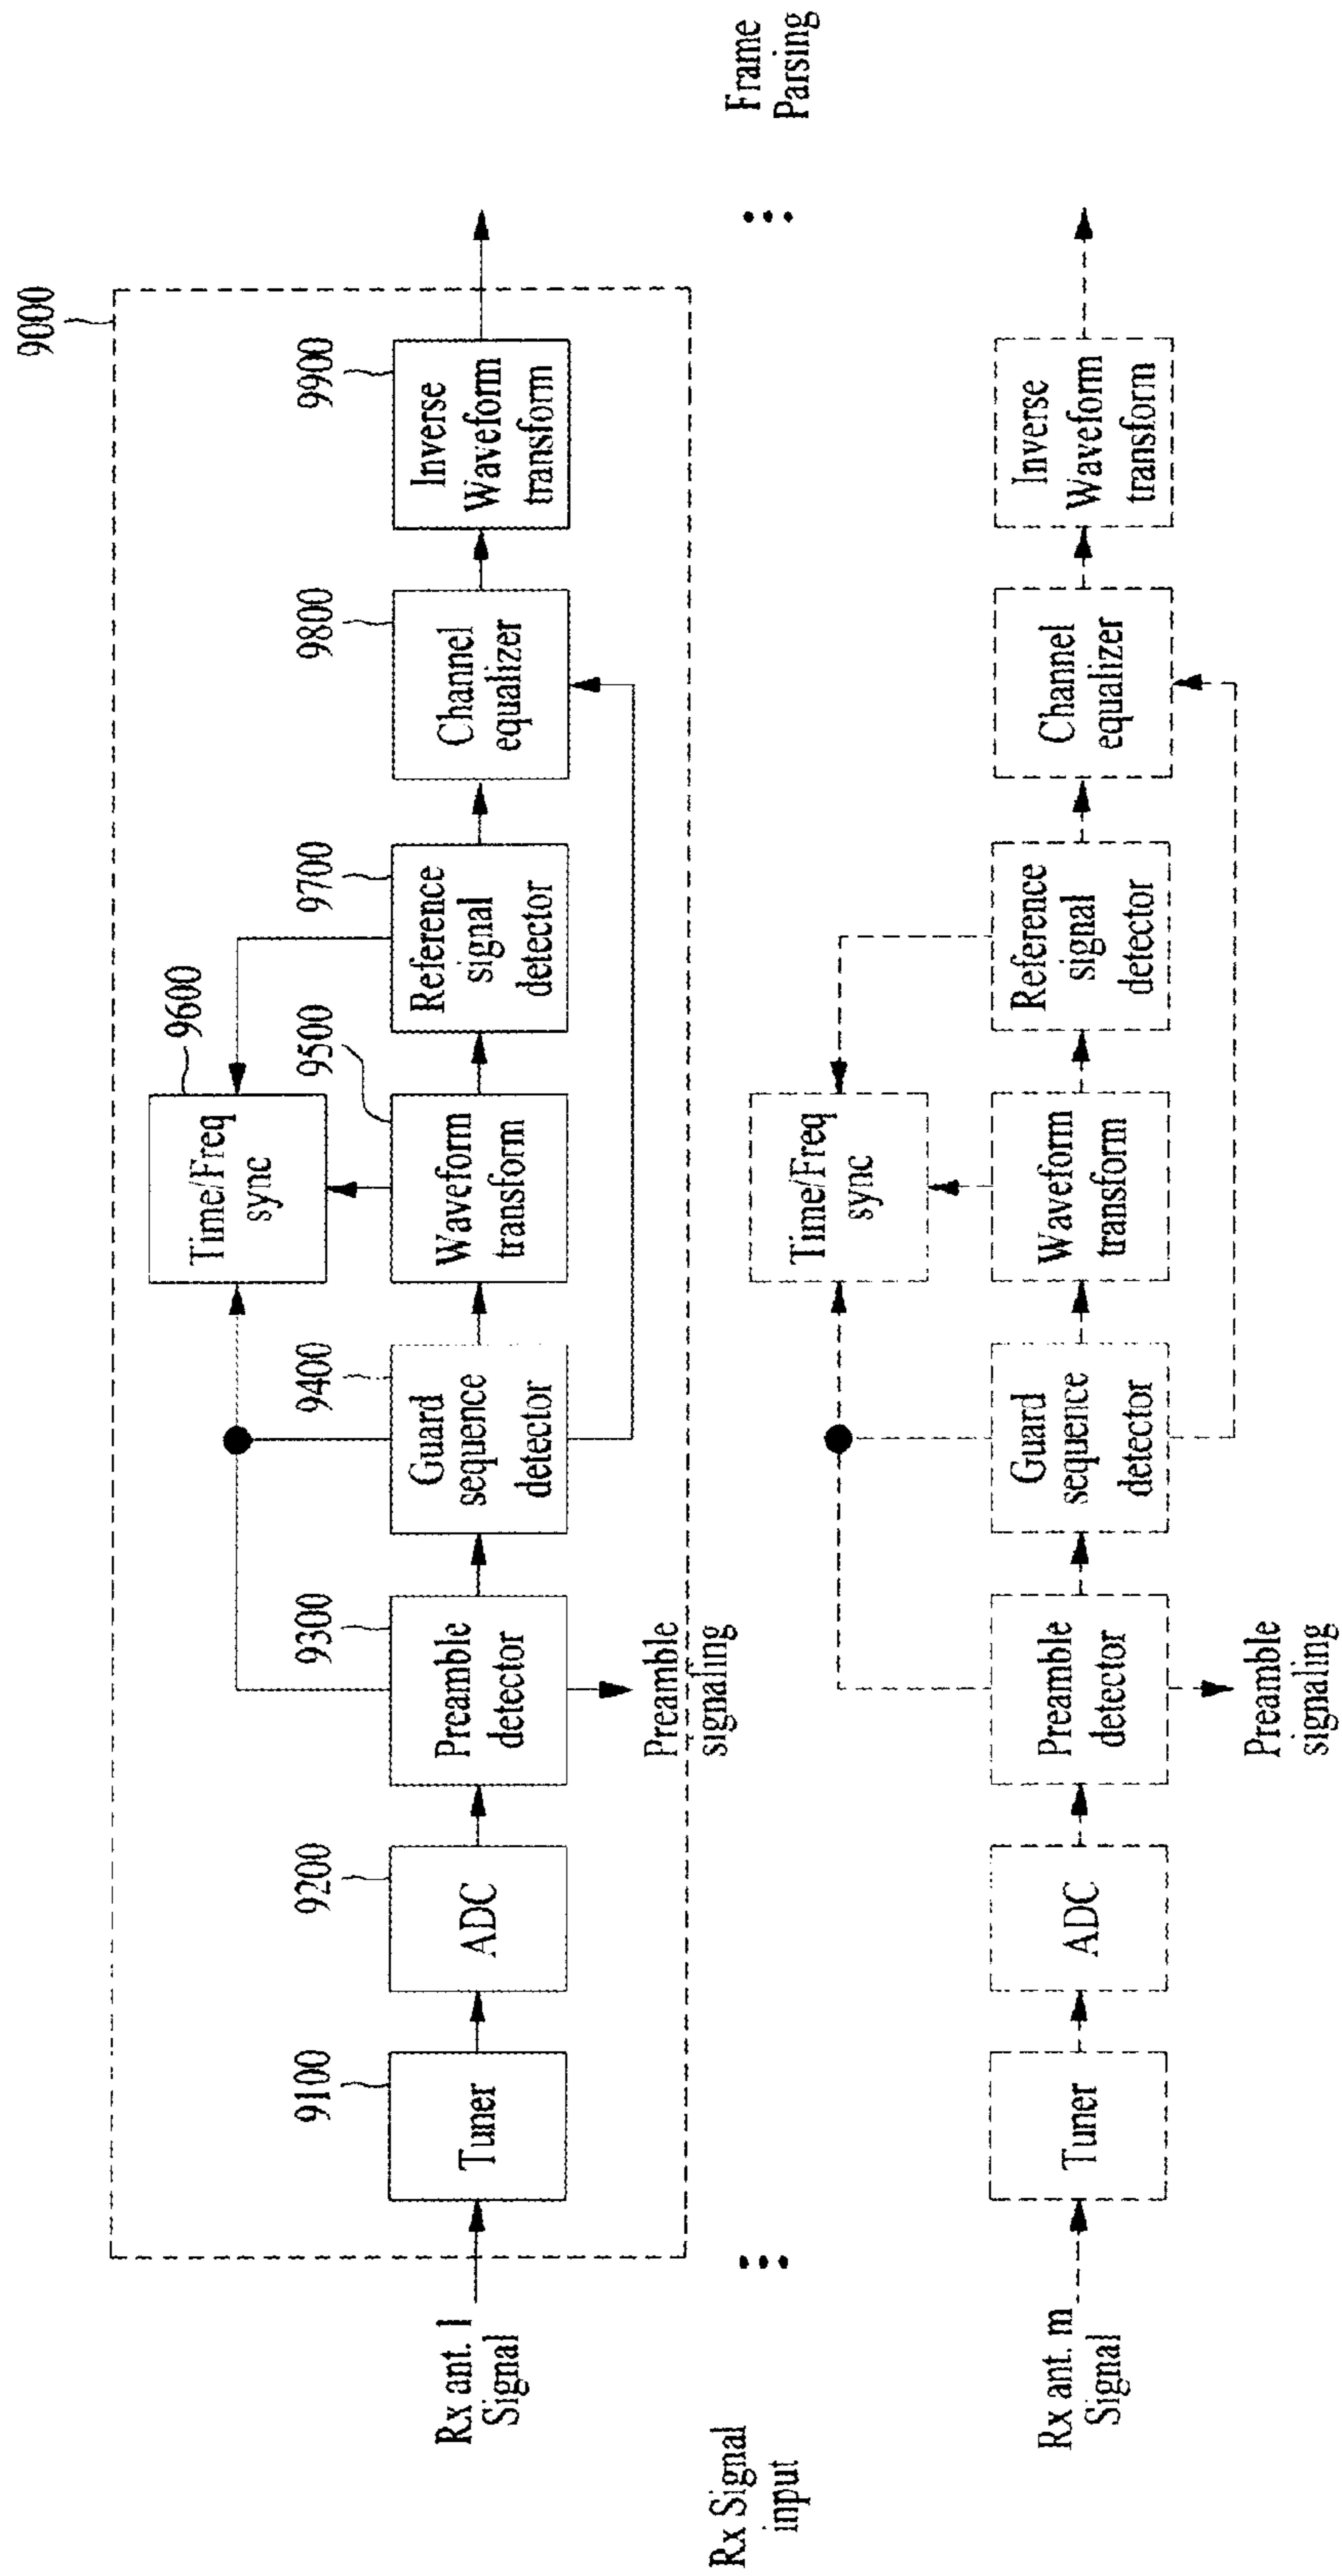 9000
9100
9200
9300
9400
9500
9600
9700
9800
9900
Rx Signal
input
Rx ant. 1
Signal
Tuner
ADC
Preamble
detector
Preamble
signaling
Guard
sequence
detector
Waveform
transform
Time/Freq
sync
Reference
signal
detector
Channel
equalizer
Inverse
Waveform
transform
Frame
Parsing
Rx ant. m
Signal
Tuner
ADC
Preamble
detector
Preamble
signaling
Guard
sequence
detector
Waveform
transform
Time/Freq
sync
Reference
signal
detector
Channel
equalizer
Inverse
Waveform
transform